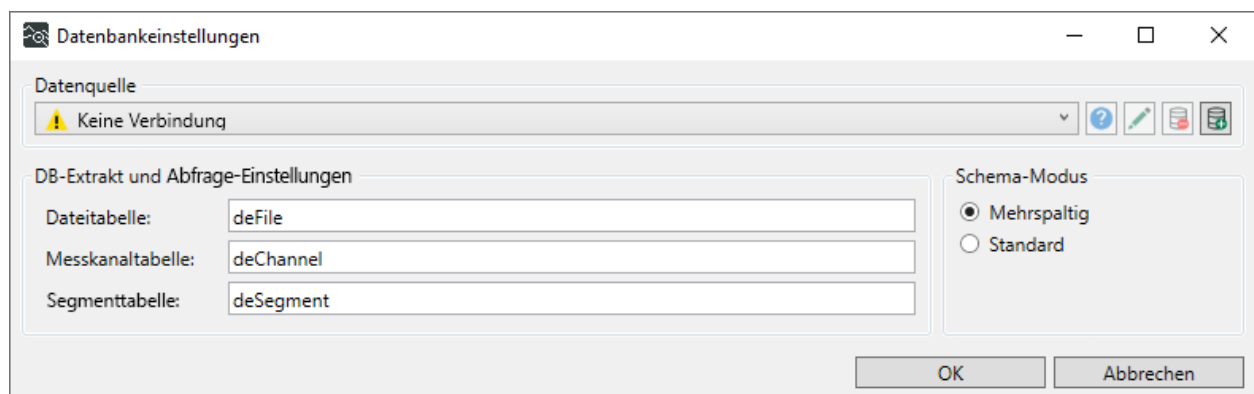 Datenbankeinstellungen
Datenquelle
Keine Verbindung
DB-Extrakt und Abfrage-Einstellungen
Dateitabelle: deFile
Messkanaltabelle: deChannel
Segmenttabelle: deSegment
Schema-Modus
Mehrspaltig
Standard
OK Abbrechen